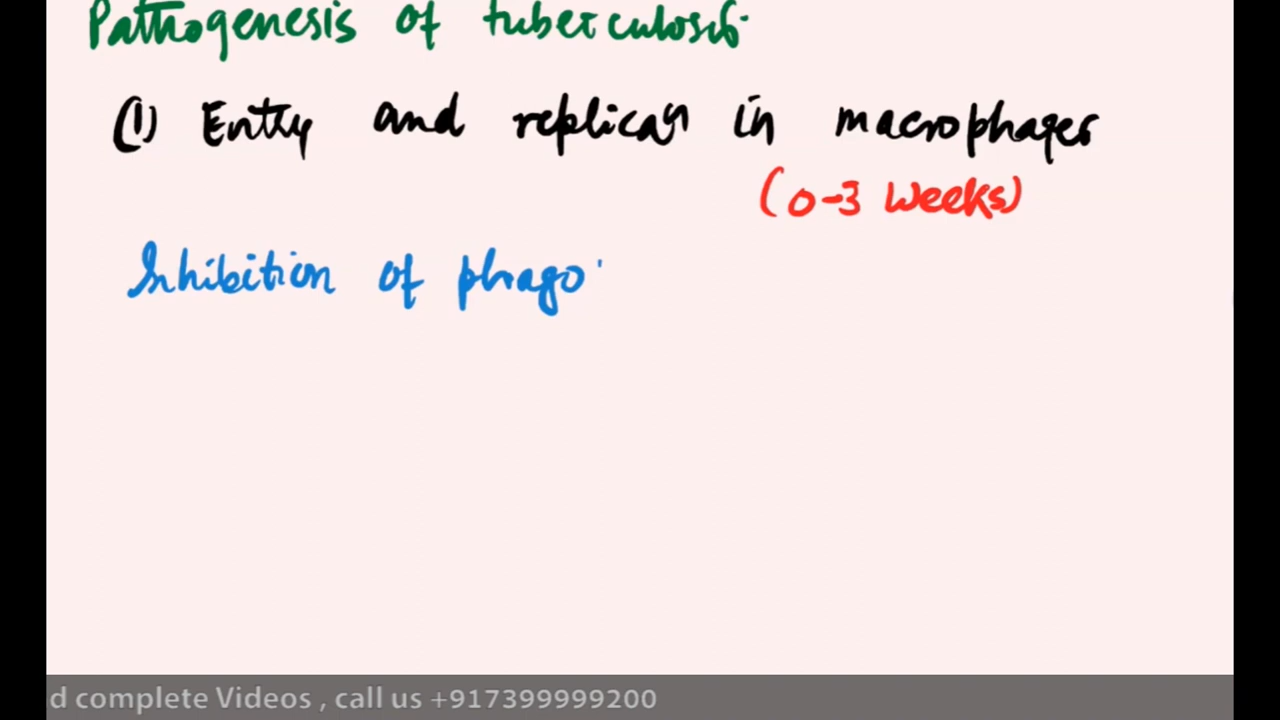 Pathogenesis of tuberculosis
(1) Entry and replicaⁿ in macrophages
(0-3 weeks)
Inhibition of phago
d complete Videos , call us +917399999200